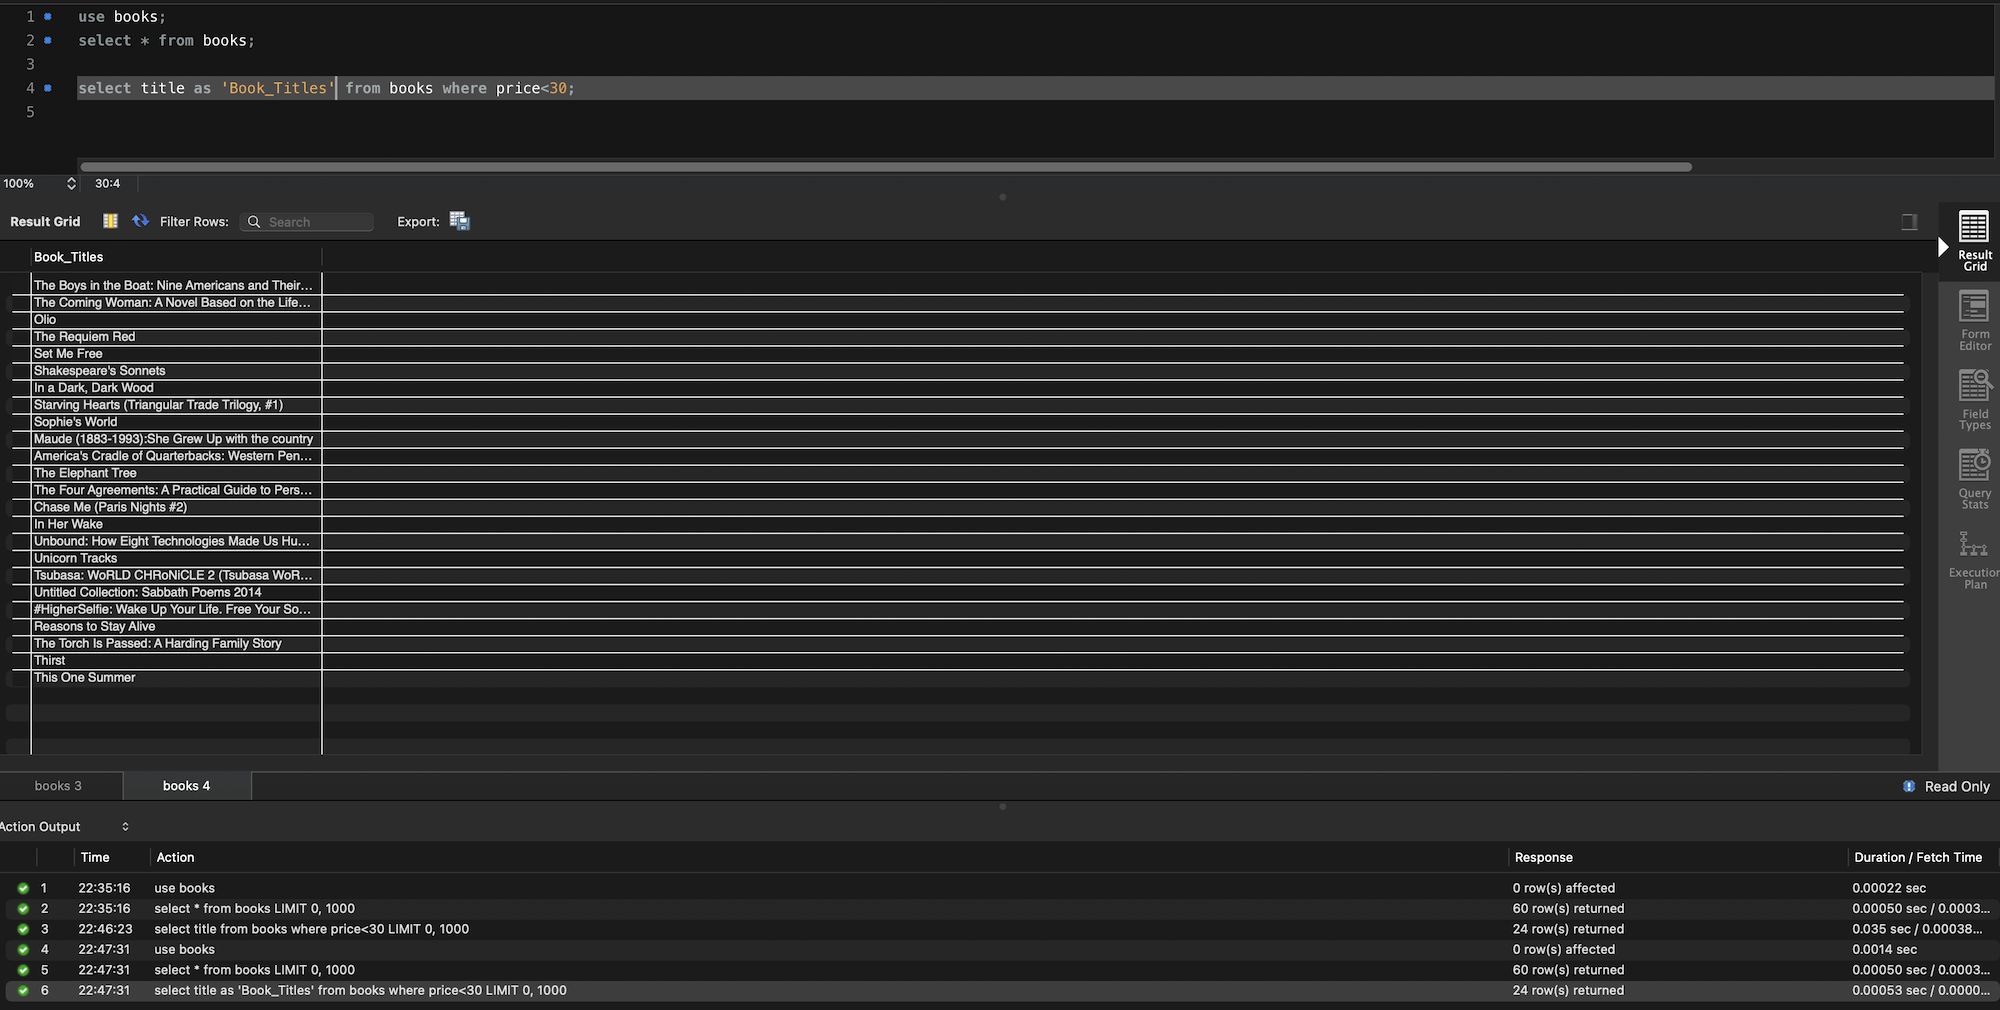 1 use books;
2 select * from books;
3
4 select title as 'Book_Titles' from books where price<30;
5
100% 30:4
Result Grid Filter Rows: Search Export:
Book_Titles
The Boys in the Boat: Nine Americans and Their...
The Coming Woman: A Novel Based on the Life...
Olio
The Requiem Red
Set Me Free
Shakespeare's Sonnets
In a Dark, Dark Wood
Starving Hearts (Triangular Trade Trilogy, #1)
Sophie's World
Maude (1883-1993):She Grew Up with the country
America's Cradle of Quarterbacks: Western Pen...
The Elephant Tree
The Four Agreements: A Practical Guide to Pers...
Chase Me (Paris Nights #2)
In Her Wake
Unbound: How Eight Technologies Made Us Hu...
Unicorn Tracks
Tsubasa: WoRLD CHRoNiCLE 2 (Tsubasa WoR...
Untitled Collection: Sabbath Poems 2014
#HigherSelfie: Wake Up Your Life. Free Your So...
Reasons to Stay Alive
The Torch Is Passed: A Harding Family Story
Thirst
This One Summer
Result
Grid
Form
Editor
Field
Types
Query
Stats
Execution
Plan
books 3 books 4 Read Only
Action Output
Time Action Response Duration / Fetch Time
1 22:35:16 use books 0 row(s) affected 0.00022 sec
2 22:35:16 select * from books LIMIT 0, 1000 60 row(s) returned 0.00050 sec / 0.0003...
3 22:46:23 select title from books where price<30 LIMIT 0, 1000 24 row(s) returned 0.035 sec / 0.00038...
4 22:47:31 use books 0 row(s) affected 0.0014 sec
5 22:47:31 select * from books LIMIT 0, 1000 60 row(s) returned 0.00050 sec / 0.0003...
6 22:47:31 select title as 'Book_Titles' from books where price<30 LIMIT 0, 1000 24 row(s) returned 0.00053 sec / 0.0000...